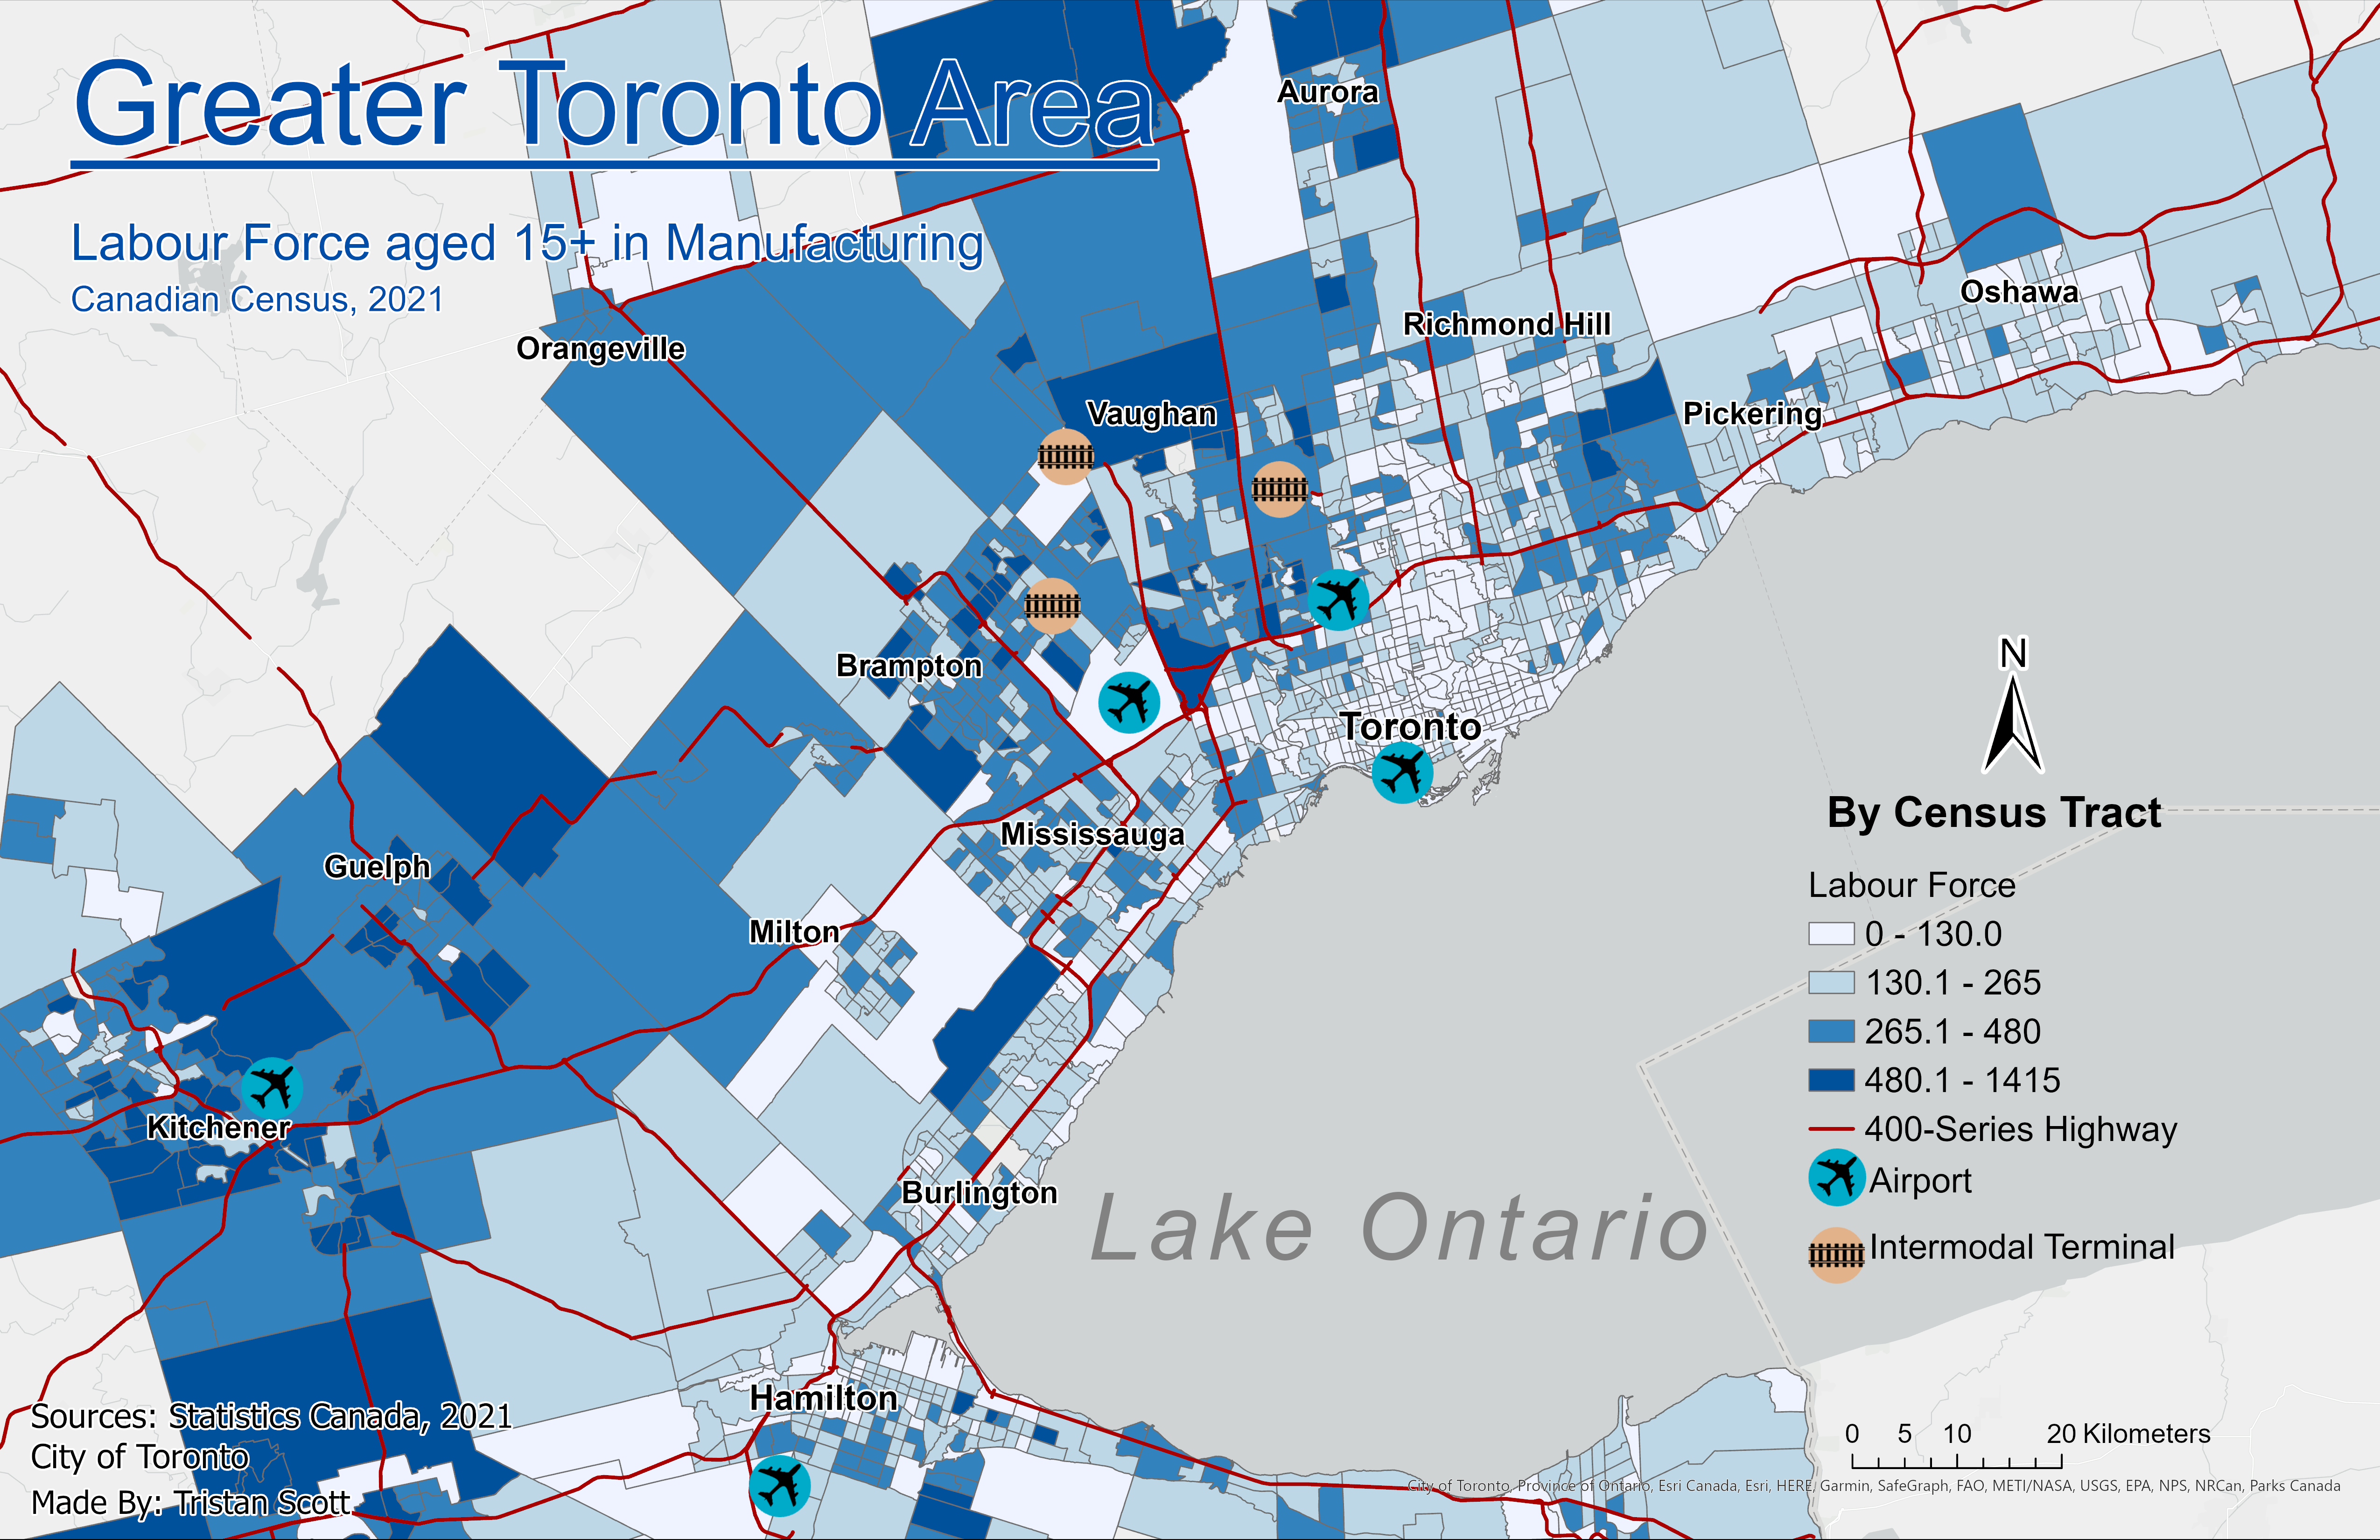 Greater Toronto Area
Labour Force aged 15+ in Manufacturing
Canadian Census, 2021
Aurora
Oshawa
Richmond Hill
Orangeville
Vaughan
Pickering
Brampton
Toronto
Mississauga
Guelph
Milton
Kitchener
Burlington
Lake Ontario
Hamilton
N
By Census Tract
Labour Force
0 - 130.0
130.1 - 265
265.1 - 480
480.1 - 1415
400-Series Highway
Airport
Intermodal Terminal
0 5 10 20 Kilometers
Sources: Statistics Canada, 2021
City of Toronto
Made By: Tristan Scott
City of Toronto, Province of Ontario, Esri Canada, Esri, HERE, Garmin, SafeGraph, FAO, METI/NASA, USGS, EPA, NPS, NRCan, Parks Canada